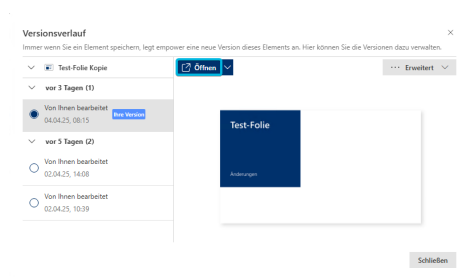 Versionsverlauf
Immer wenn Sie ein Element speichern, legt empower eine neue Version dieses Elements an. Hier können Sie die Versionen dazu verwalten.
Test-Folie Kopie
Öffnen
Erweitert
vor 3 Tagen (1)
Von Ihnen bearbeitet
Ihre Version
04.04.25, 08:15
vor 5 Tagen (2)
Von Ihnen bearbeitet
02.04.25, 14:08
Von Ihnen bearbeitet
02.04.25, 10:39
Test-Folie
Änderungen
Schließen